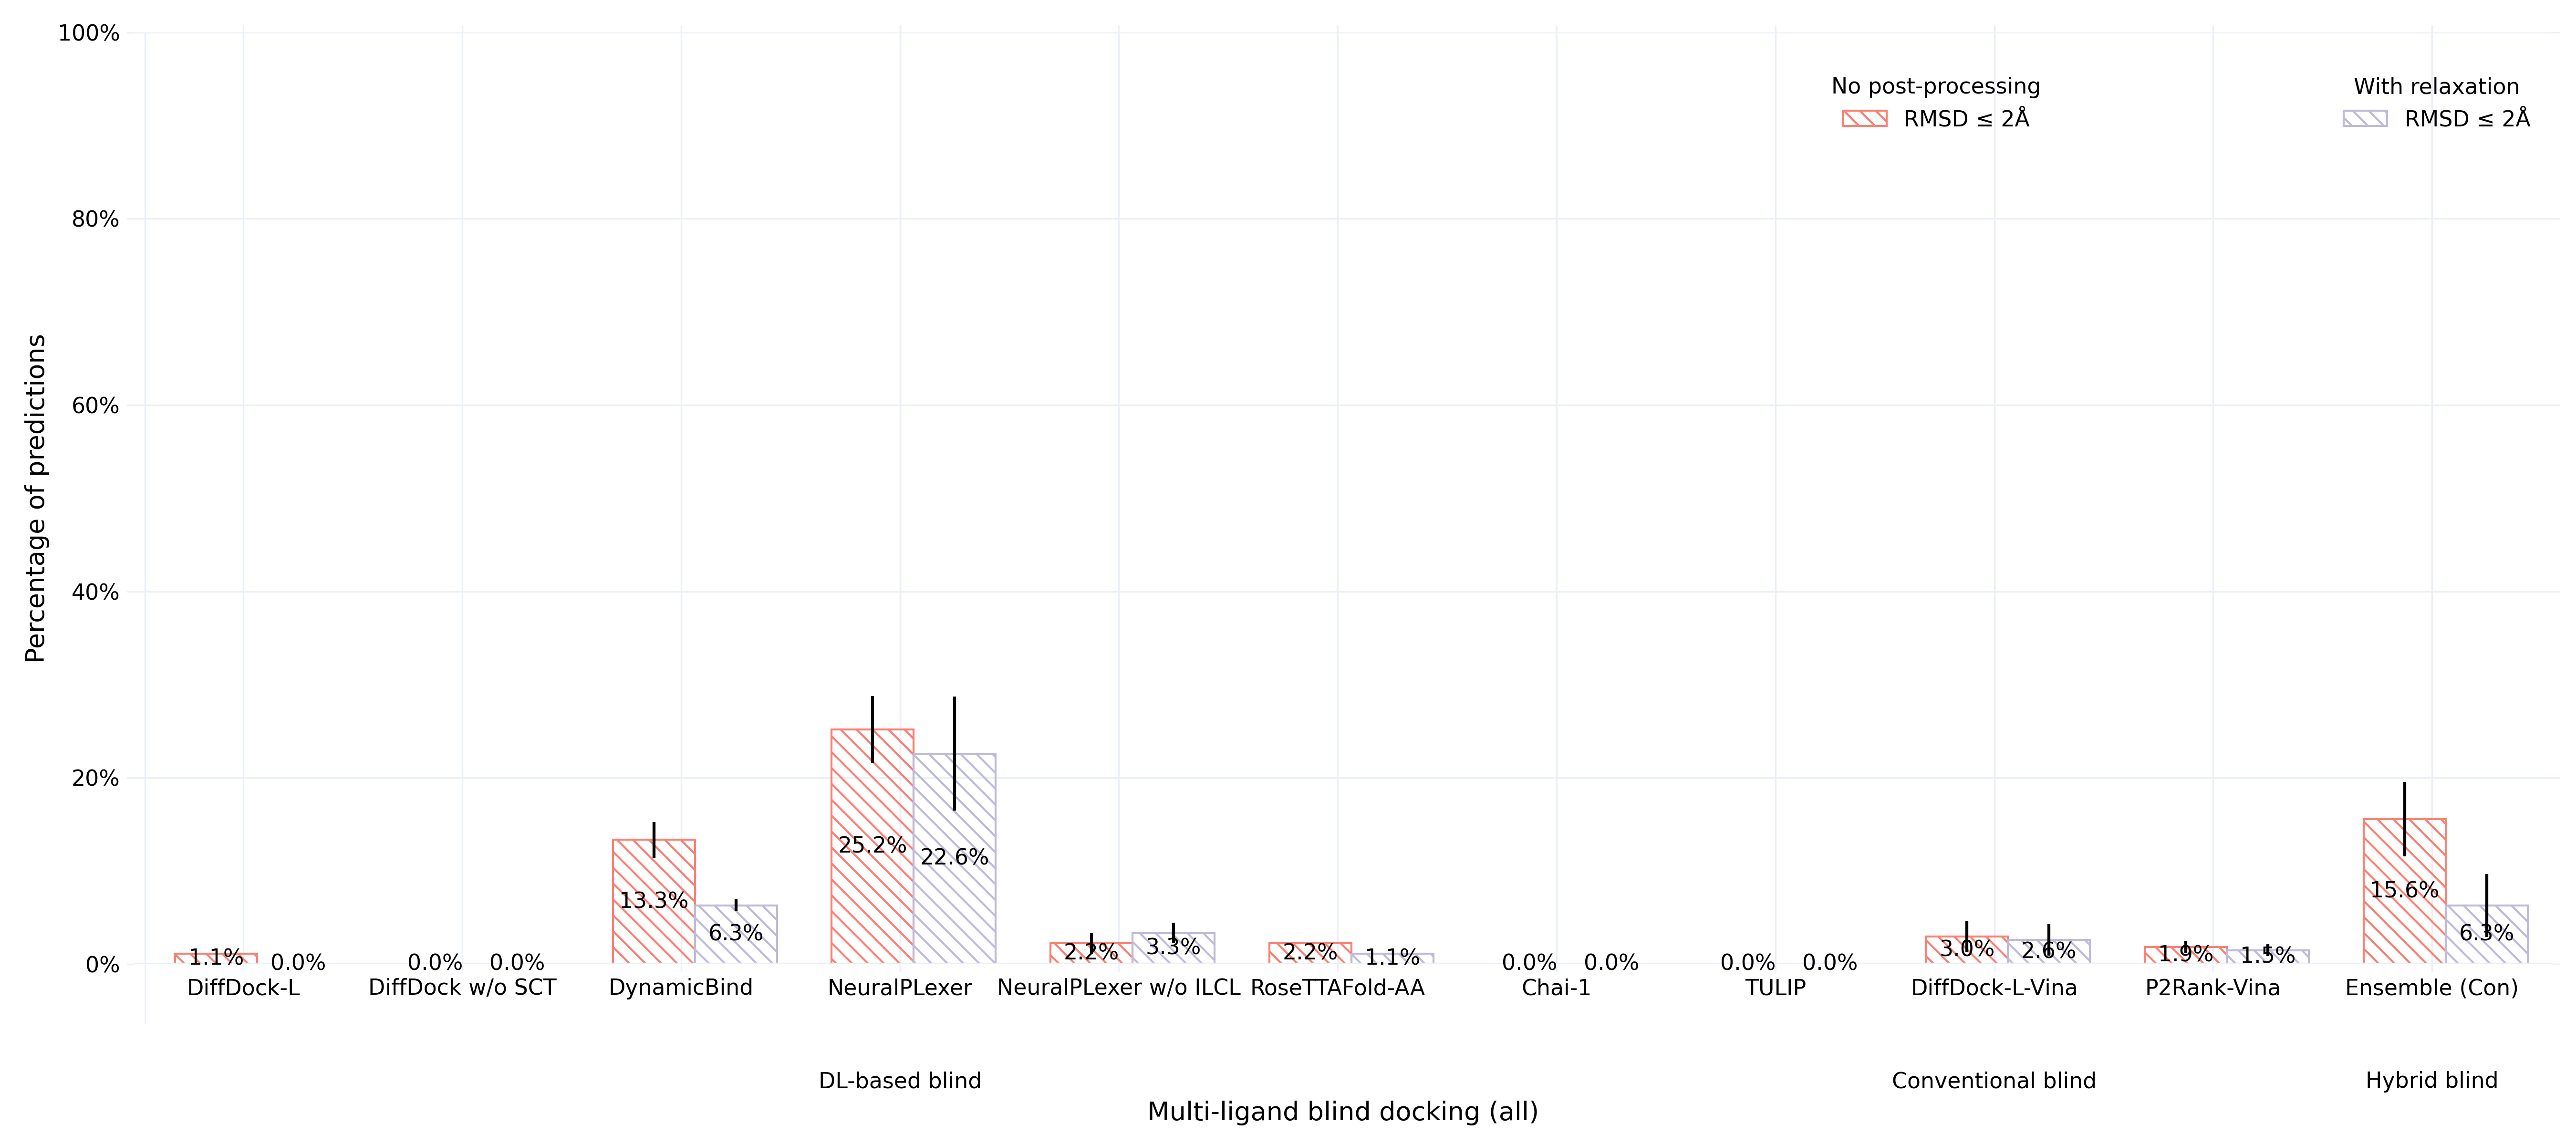 100%
80%
60%
40%
20%
0%
Percentage of predictions
No post-processing
RMSD ≤ 2Å
With relaxation
RMSD ≤ 2Å
1.1% 0.0% 0.0% 0.0% 13.3% 6.3% 25.2% 22.6% 2.2% 3.3% 2.2% 1.1% 0.0% 0.0% 0.0% 0.0% 3.0% 2.6% 1.9% 1.5% 15.6% 6.3%
DiffDock-L DiffDock w/o SCT DynamicBind NeuralPLexer NeuralPLexer w/o ILCL RoseTTAFold-AA Chai-1 TULIP DiffDock-L-Vina P2Rank-Vina Ensemble (Con)
DL-based blind Conventional blind Hybrid blind
Multi-ligand blind docking (all)